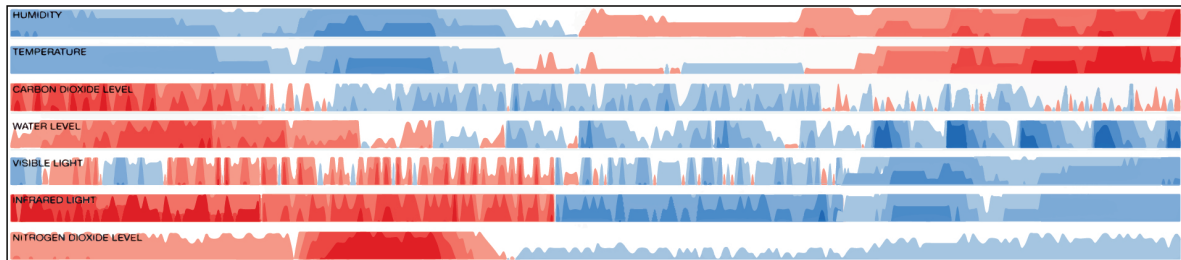 HUMIDITY
TEMPERATURE
CARBON DIOXIDE LEVEL
WATER LEVEL
VISIBLE LIGHT
INFRARED LIGHT
NITROGEN DIOXIDE LEVEL